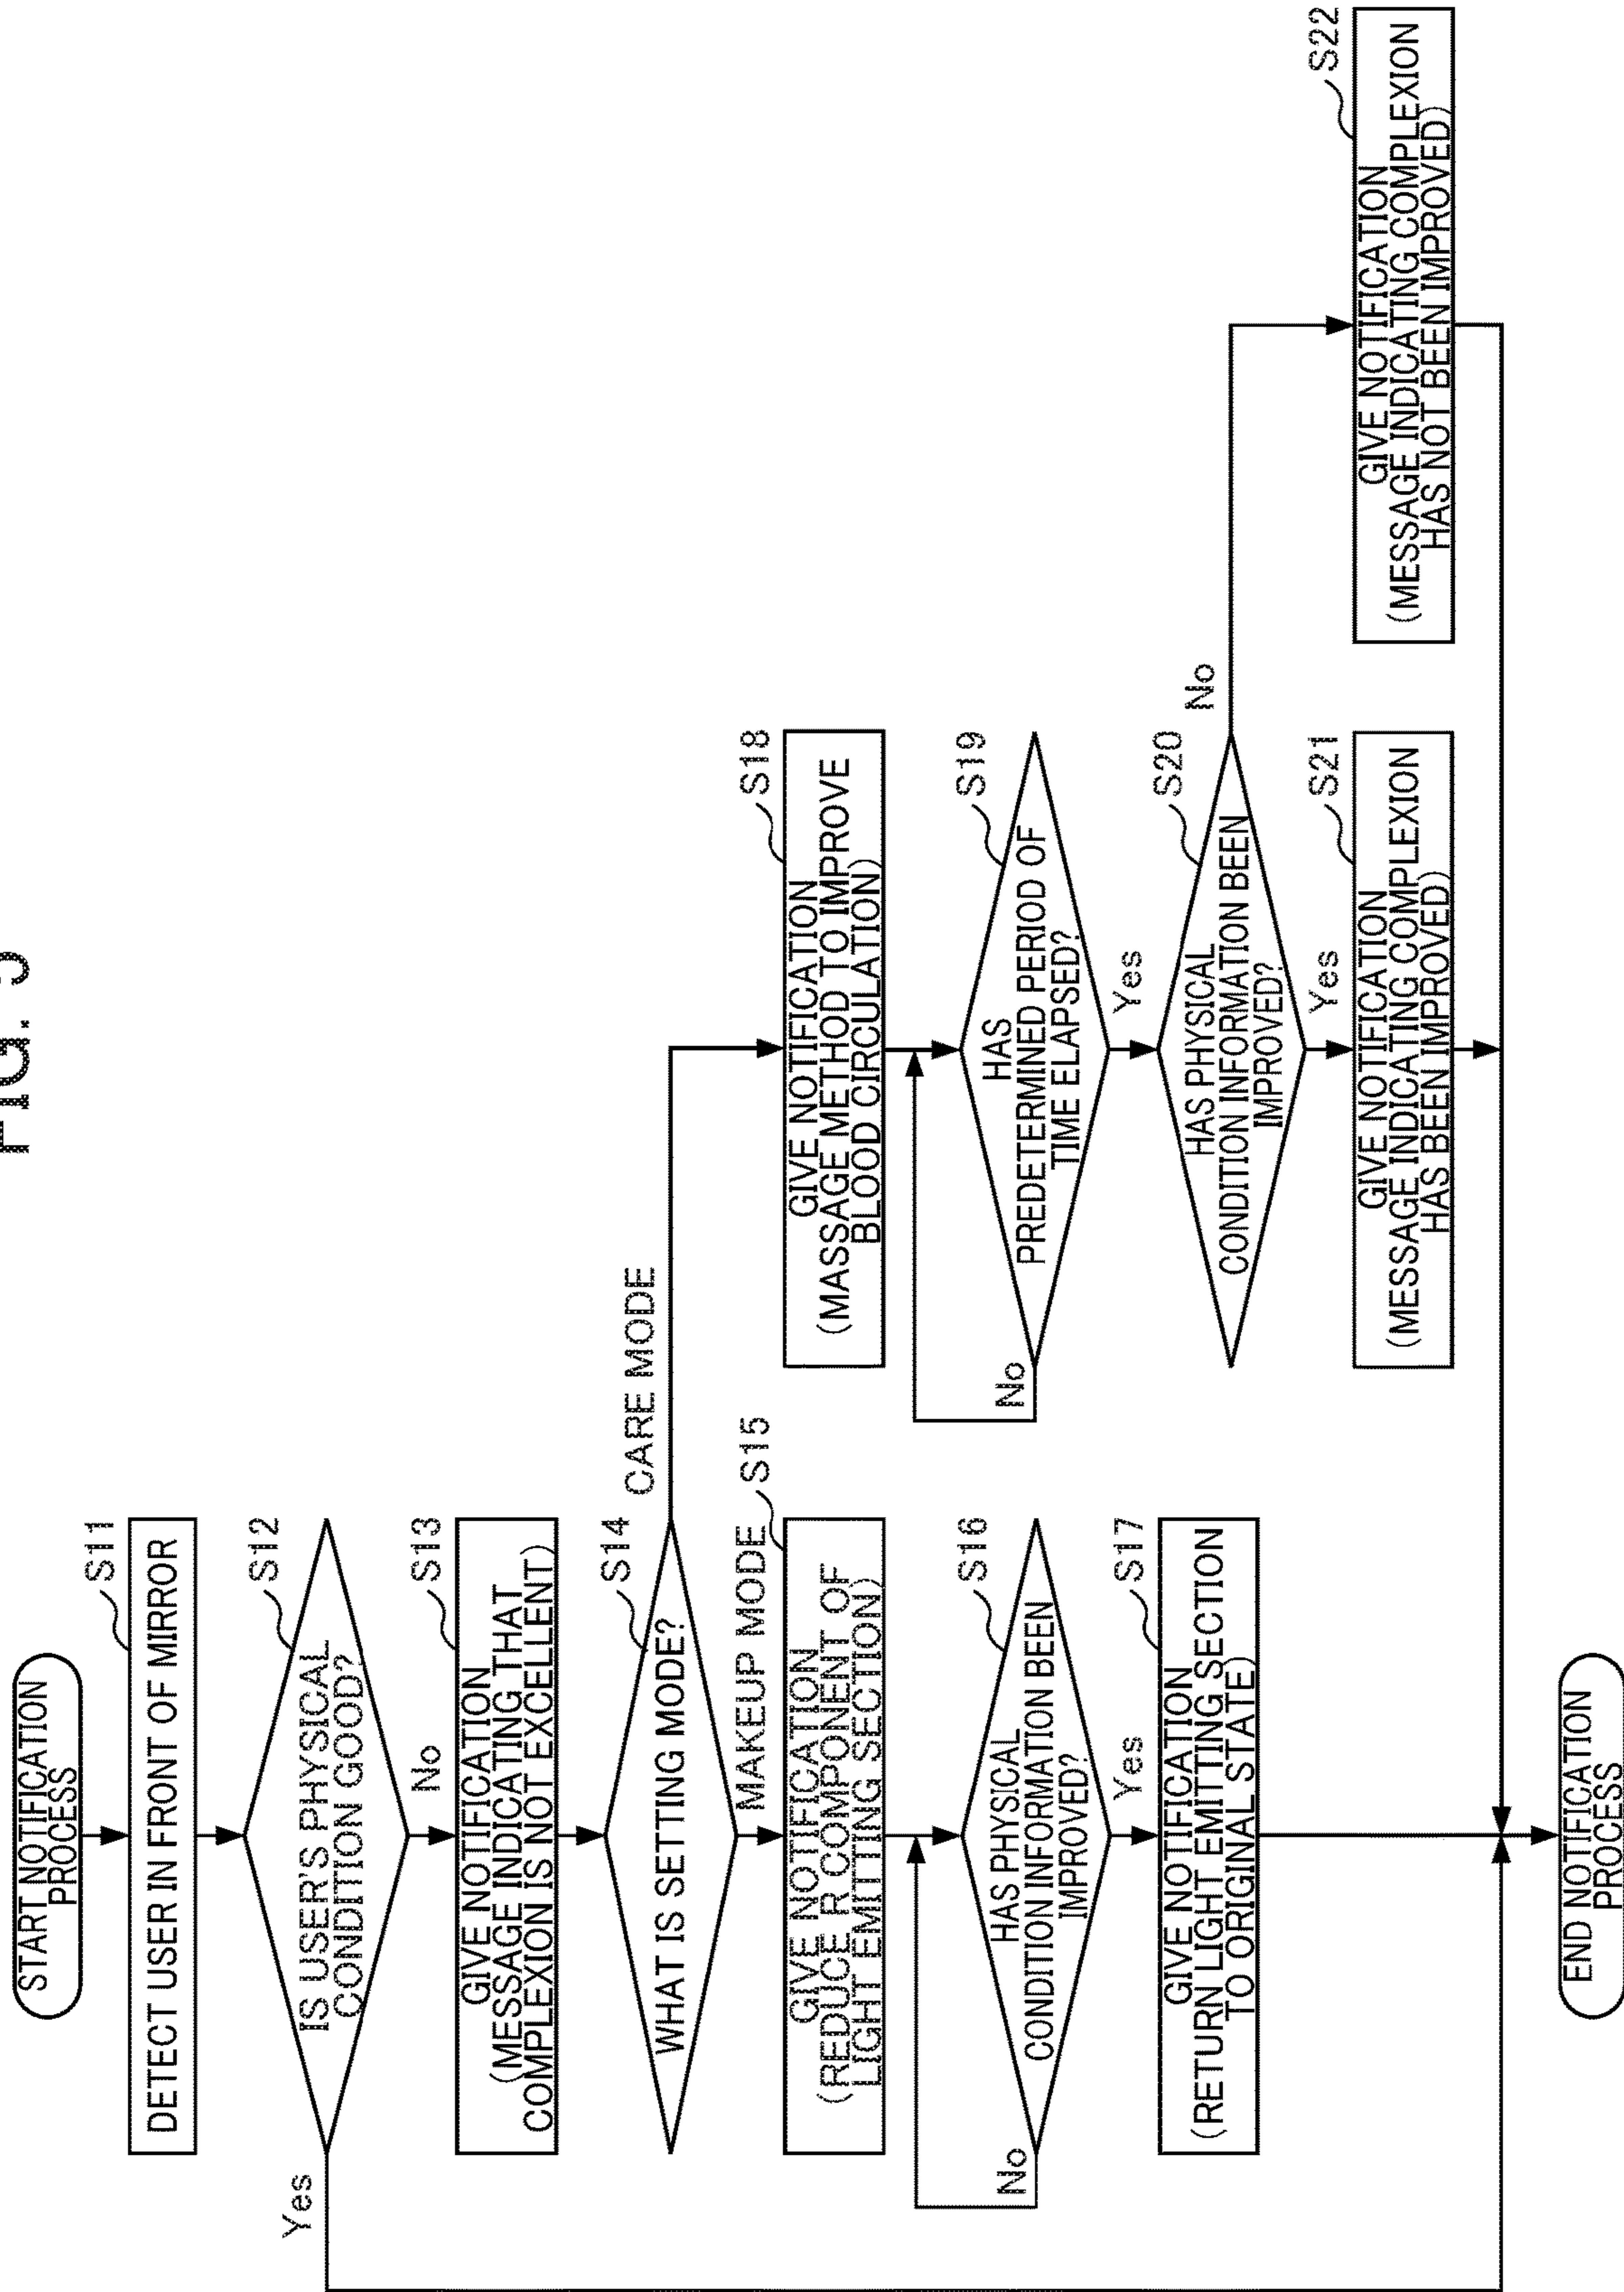 FIG.
START NOTIFICATION
PROCESS
S11
DETECT USER IN FRONT OF MIRROR
S12
IS USER'S PHYSICAL
CONDITION GOOD?
Yes
No
S13
GIVE NOTIFICATION
(MESSAGE INDICATING THAT
COMPLEXION IS NOT EXCELLENT)
S14
WHAT IS SETTING MODE?
CARE MODE
MAKEUP MODE
S15
GIVE NOTIFICATION
(REDUCE R COMPONENT OF
LIGHT EMITTING SECTION)
S16
HAS PHYSICAL
CONDITION INFORMATION BEEN
IMPROVED?
No
Yes
S17
GIVE NOTIFICATION
(RETURN LIGHT EMITTING SECTION
TO ORIGINAL STATE)
S18
GIVE NOTIFICATION
(MASSAGE METHOD TO IMPROVE
BLOOD CIRCULATION)
S19
HAS
PREDETERMINED PERIOD OF
TIME ELAPSED?
No
Yes
S20
HAS PHYSICAL
CONDITION INFORMATION BEEN
IMPROVED?
No
Yes
S21
GIVE NOTIFICATION
(MESSAGE INDICATING COMPLEXION
HAS BEEN IMPROVED)
S22
GIVE NOTIFICATION
(MESSAGE INDICATING COMPLEXION
HAS NOT BEEN IMPROVED)
END NOTIFICATION
PROCESS